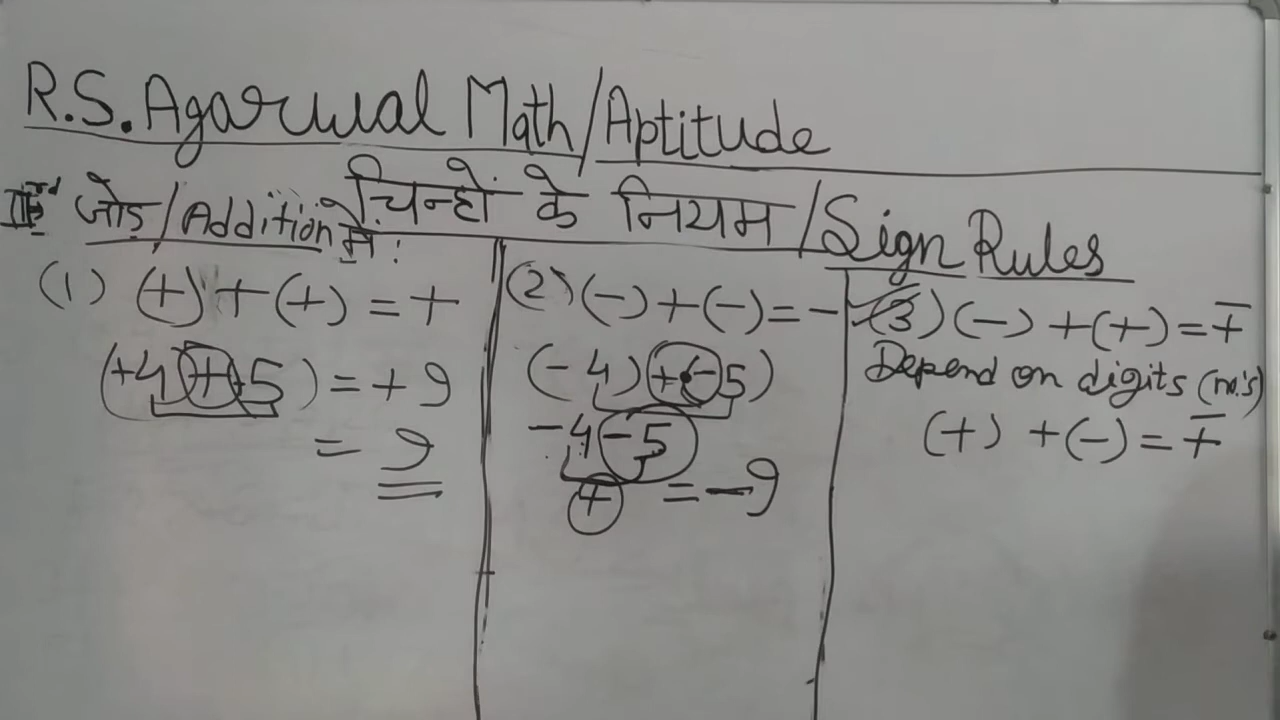 R.S. Agarwal Math/Aptitude
चिन्हों के नियम/Sign Rules
IIIrd जोड़/Addition में:
(1) (+) + (+) = +
(+4)+(+5) = +9
= 9
(2) (-) + (-) = -
(-4)+(-5)
-4-5
+ = -9
(3) (-) + (+) = ∓
Depend on digits (no.'s)
(+) + (-) = ∓